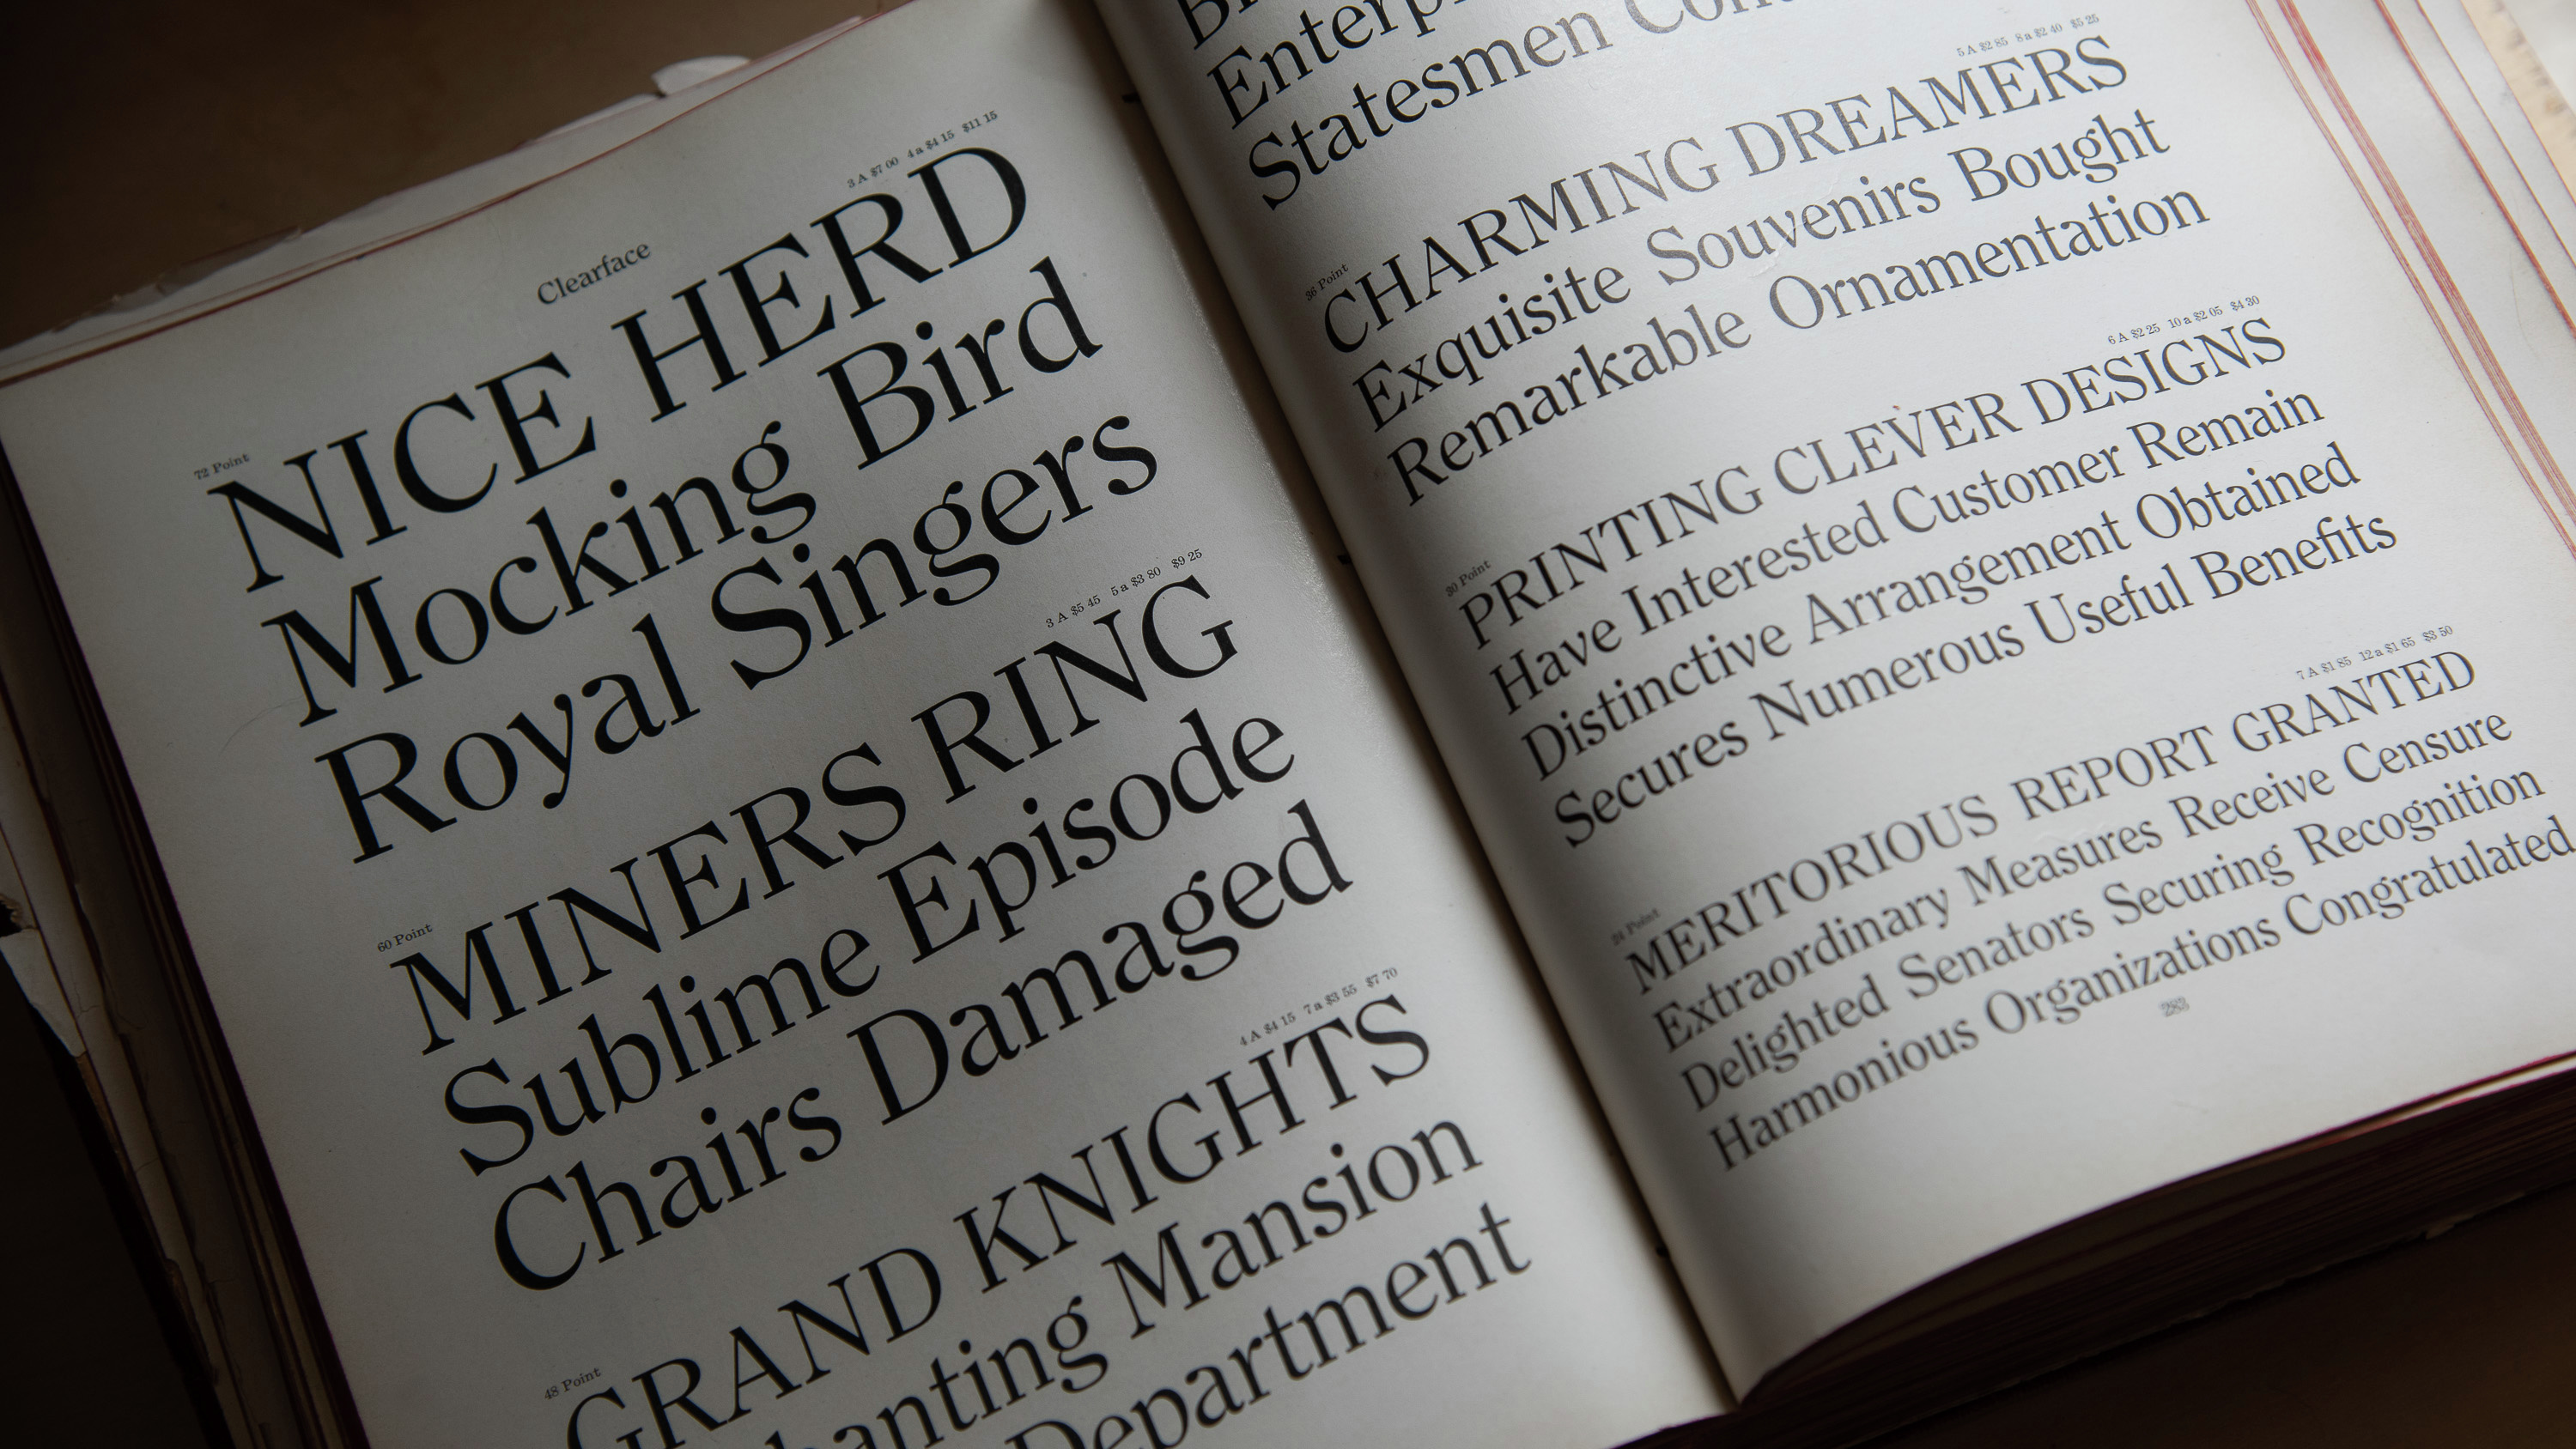 Clearface
72 Point
3 A $7 00 4 a $4 15 $11 15
NICE HERD
Mocking Bird
Royal Singers
60 Point
3 A $5 45 5 a $3 80 $9 25
MINERS RING
Sublime Episode
Chairs Damaged
48 Point
4 A $4 15 7 a $3 55 $7 70
GRAND KNIGHTS
Mansion
Department
Statesmen
36 Point
5 A $2 85 8 a $2 40 $5 25
CHARMING DREAMERS
Exquisite Souvenirs Bought
Remarkable Ornamentation
30 Point
6 A $2 25 10 a $2 05 $4 30
PRINTING CLEVER DESIGNS
Have Interested Customer Remain
Distinctive Arrangement Obtained
Secures Numerous Useful Benefits
24 Point
7 A $1 85 12 a $1 65 $3 50
MERITORIOUS REPORT GRANTED
Extraordinary Measures Receive Censure
Delighted Senators Securing Recognition
Harmonious Organizations Congratulated
283